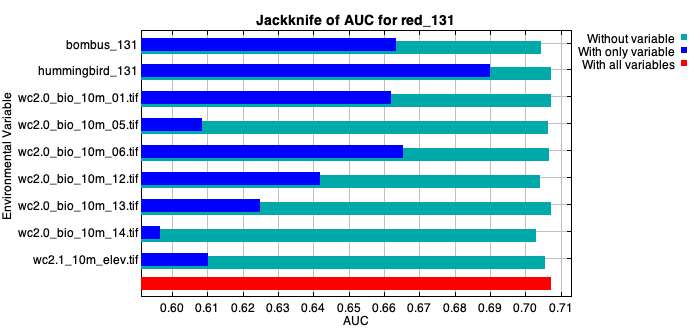 Jackknife of AUC for red_131
Without variable
With only variable
With all variables
Environmental Variable
bombus_131
hummingbird_131
wc2.0_bio_10m_01.tif
wc2.0_bio_10m_05.tif
wc2.0_bio_10m_06.tif
wc2.0_bio_10m_12.tif
wc2.0_bio_10m_13.tif
wc2.0_bio_10m_14.tif
wc2.1_10m_elev.tif
0.60 0.61 0.62 0.63 0.64 0.65 0.66 0.67 0.68 0.69 0.70 0.71
AUC